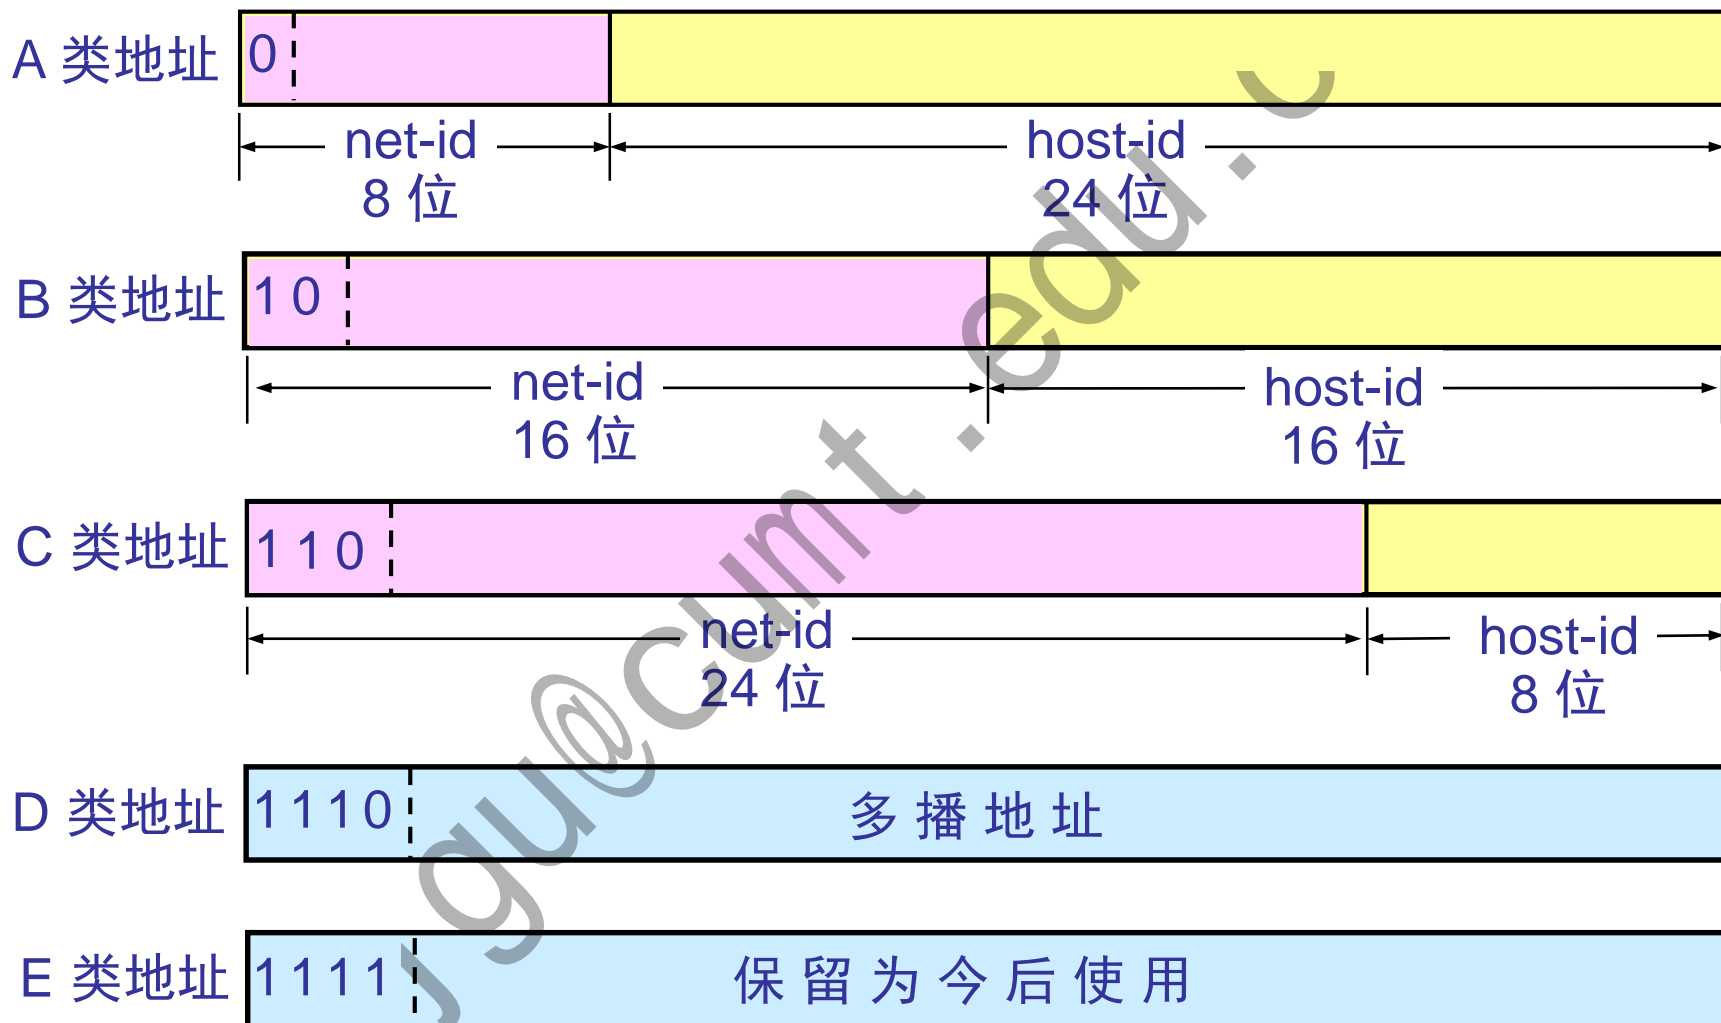 A 类地址 0
net-id host-id
8 位 24 位
B 类地址 1 0
net-id host-id
16 位 16 位
C 类地址 1 1 0
net-id host-id
24 位 8 位
D 类地址 1 1 1 0 多播地址
E 类地址 1 1 1 1 保留为今后使用
gu@cumt.edu.c